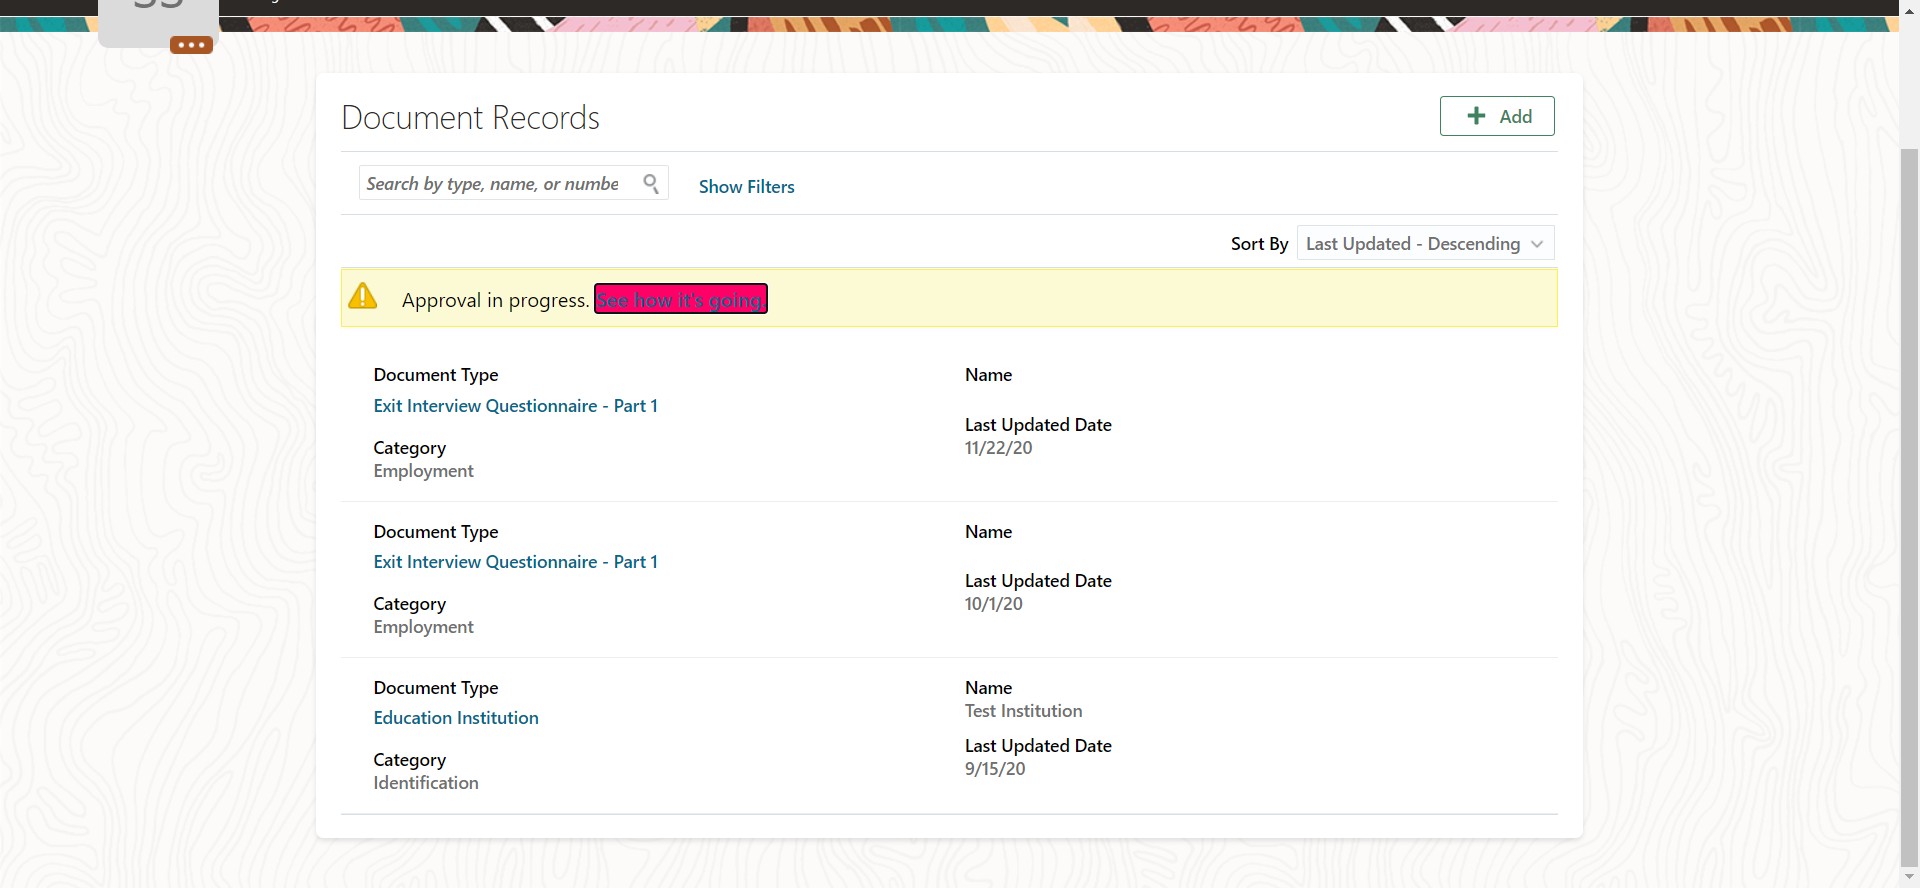 Document Records
Add
Search by type, name, or numbe
Show Filters
Sort By Last Updated - Descending
Approval in progress. See how it's going.
Document Type
Exit Interview Questionnaire - Part 1
Category
Employment
Name
Last Updated Date
11/22/20
Document Type
Exit Interview Questionnaire - Part 1
Category
Employment
Name
Last Updated Date
10/1/20
Document Type
Education Institution
Category
Identification
Name
Test Institution
Last Updated Date
9/15/20